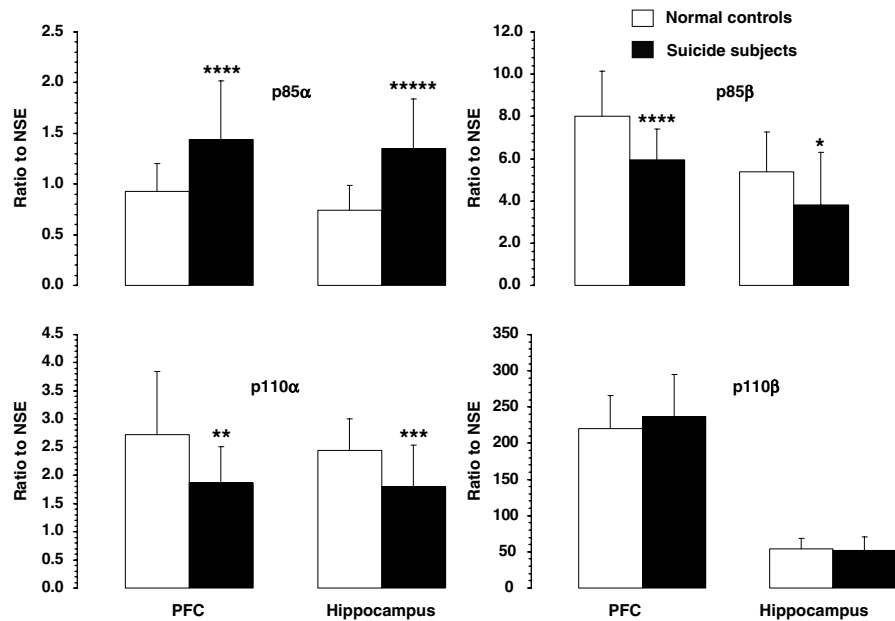 Normal controls
Suicide subjects
2.5
2.0
1.5
1.0
0.5
0.0
Ratio to NSE
p85α
****
*****
12.0
10.0
8.0
6.0
4.0
2.0
0.0
Ratio to NSE
p85β
****
*
4.5
4.0
3.5
3.0
2.5
2.0
1.5
1.0
0.5
0.0
Ratio to NSE
p110α
**
***
PFC
Hippocampus
350
300
250
200
150
100
50
0
Ratio to NSE
p110β
PFC
Hippocampus